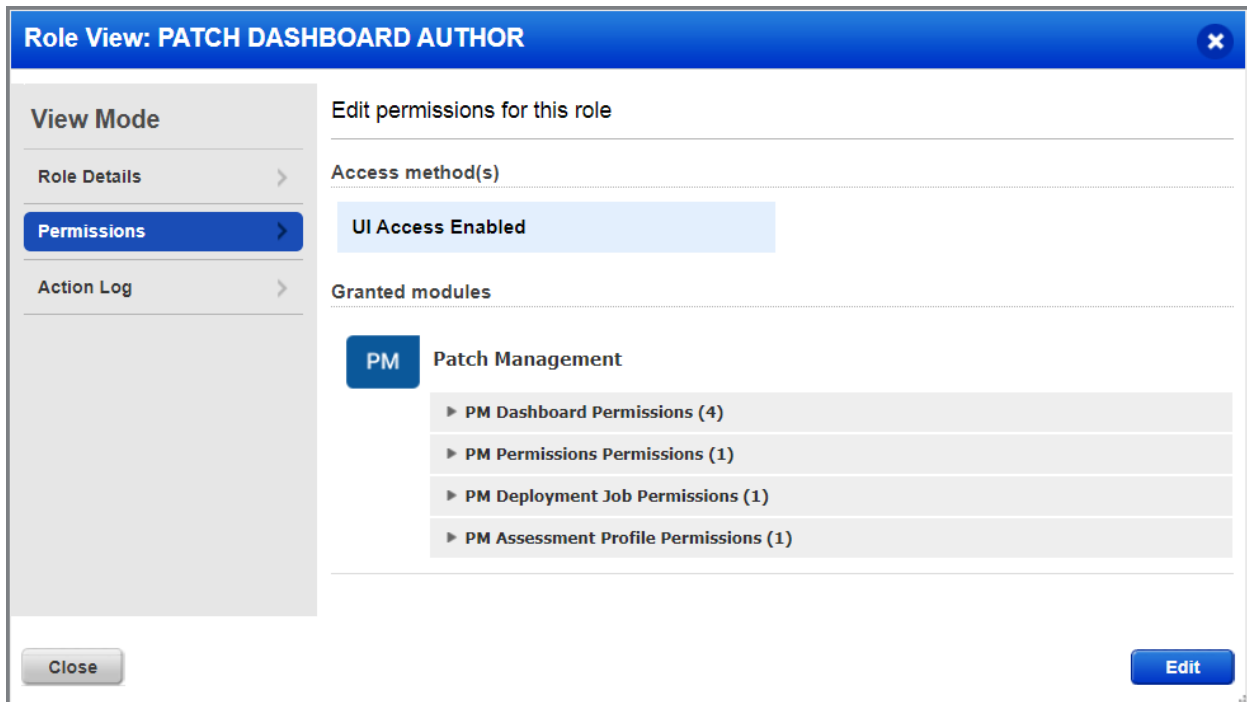 Role View: PATCH DASHBOARD AUTHOR
View Mode
Role Details
Permissions
Action Log
Edit permissions for this role
Access method(s)
UI Access Enabled
Granted modules
PM
Patch Management
PM Dashboard Permissions (4)
PM Permissions Permissions (1)
PM Deployment Job Permissions (1)
PM Assessment Profile Permissions (1)
Close
Edit